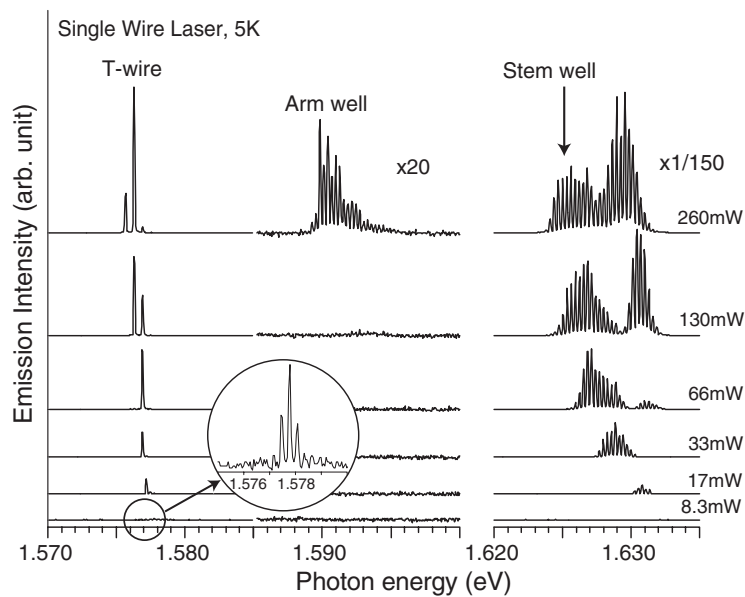 Single Wire Laser, 5K
T-wire
Arm well
x20
Stem well
x1/150
260mW
130mW
66mW
33mW
17mW
8.3mW
1.576 1.578
1.570 1.580 1.590 1.620 1.630
Photon energy (eV)
Emission Intensity (arb. unit)